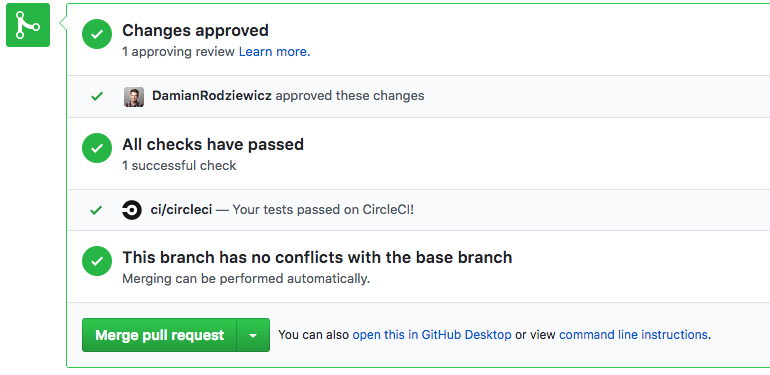 Changes approved
1 approving review Learn more.
DamianRodziewicz approved these changes
All checks have passed
1 successful check
ci/circleci — Your tests passed on CircleCI!
This branch has no conflicts with the base branch
Merging can be performed automatically.
Merge pull request You can also open this in GitHub Desktop or view command line instructions.